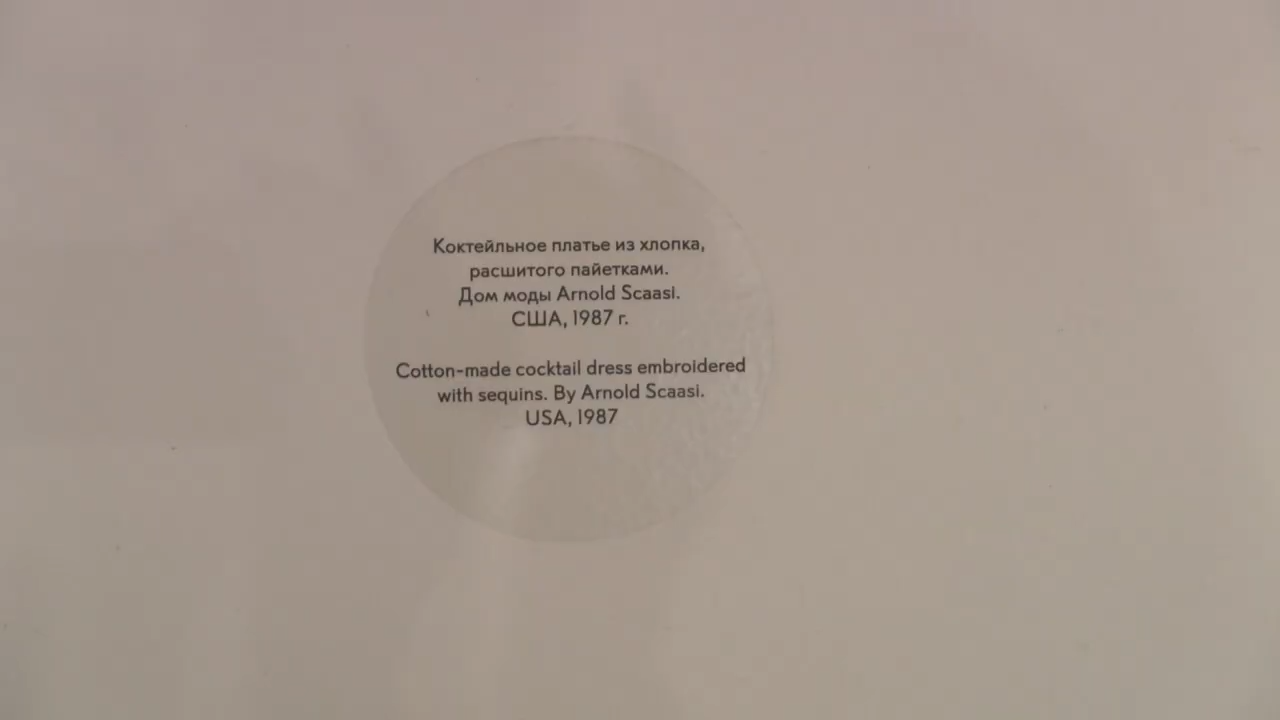 Коктейльное платье из хлопка,
расшитого пайетками.
Дом моды Arnold Scaasi.
США, 1987 г.
Cotton-made cocktail dress embroidered
with sequins. By Arnold Scaasi.
USA, 1987